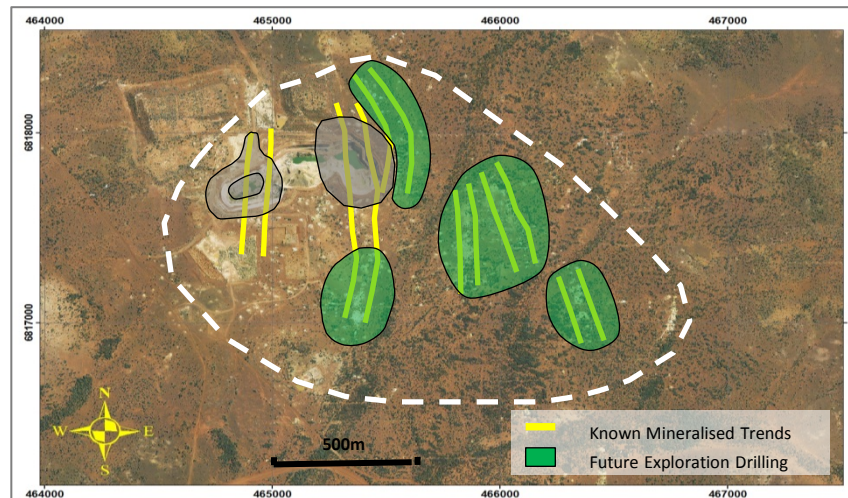 464000 465000 466000 467000
6818000
6817000
N
W E
S
500m
Known Mineralised Trends
Future Exploration Drilling
464000 465000 466000 467000